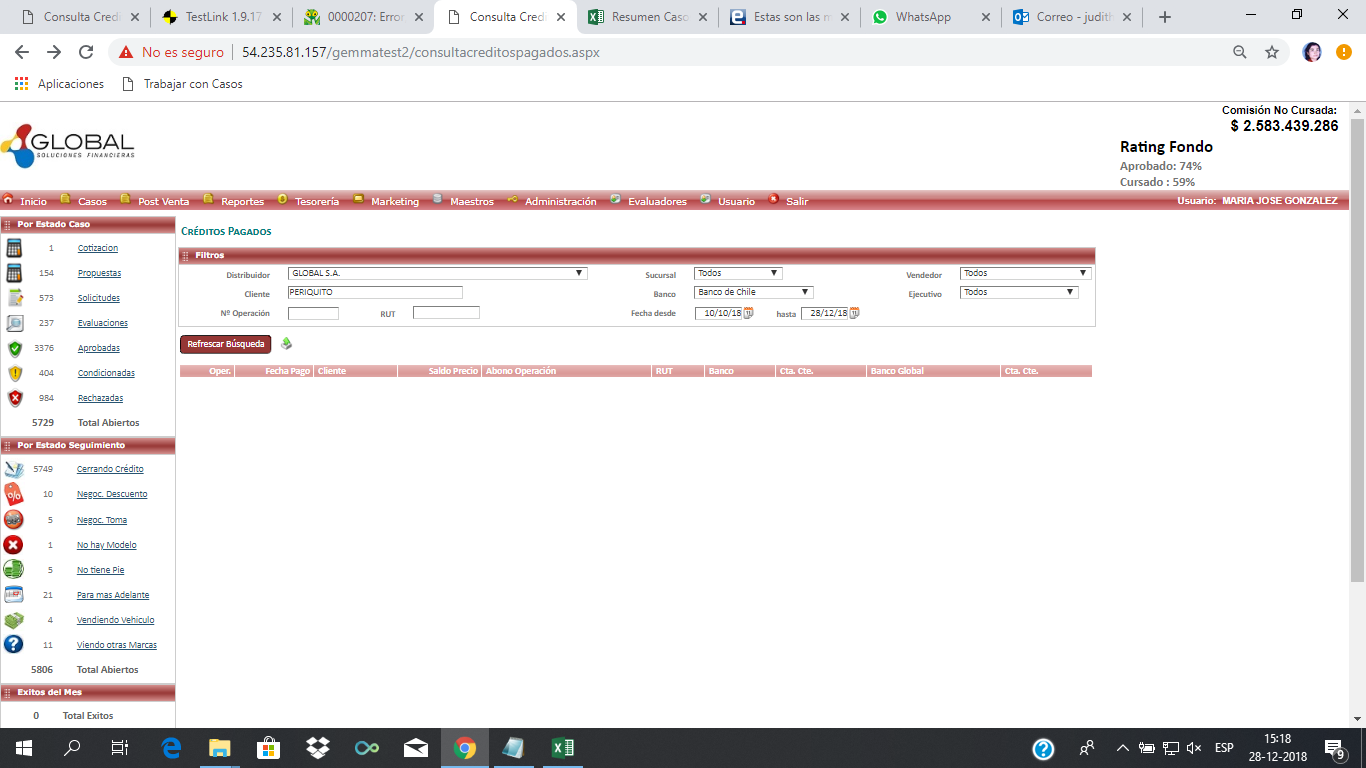 Consulta Credi
TestLink 1.9.17
0000207: Error
Consulta Credi
Resumen Caso
Estas son las m
WhatsApp
Correo - judith
No es seguro
54.235.81.157/gemmatest2/consultacreditospagados.aspx
Aplicaciones
Trabajar con Casos
Comisión No Cursada:
$ 2.583.439.286
GLOBAL
SOLUCIONES FINANCIERAS
Rating Fondo
Aprobado: 74%
Cursado : 59%
Inicio Casos Post Venta Reportes Tesorería Marketing Maestros Administración Evaluadores Usuario Salir
Usuario: MARIA JOSE GONZALEZ
Por Estado Caso
1 Cotizacion
154 Propuestas
573 Solicitudes
237 Evaluaciones
3376 Aprobadas
404 Condicionadas
984 Rechazadas
5729 Total Abiertos
Por Estado Seguimiento
5749 Cerrando Crédito
10 Negoc. Descuento
5 Negoc. Toma
1 No hay Modelo
5 No tiene Pie
21 Para mas Adelante
4 Vendiendo Vehiculo
11 Viendo otras Marcas
5806 Total Abiertos
Exitos del Mes
0 Total Exitos
CRÉDITOS PAGADOS
Filtros
Distribuidor GLOBAL S.A. Sucursal Todos Vendedor Todos
Cliente PERIQUITO Banco Banco de Chile Ejecutivo Todos
Nº Operación RUT Fecha desde 10/10/18 hasta 28/12/18
Refrescar Búsqueda
Oper. Fecha Pago Cliente Saldo Precio Abono Operación RUT Banco Cta. Cte. Banco Global Cta. Cte.
ESP
15:18
28-12-2018
9